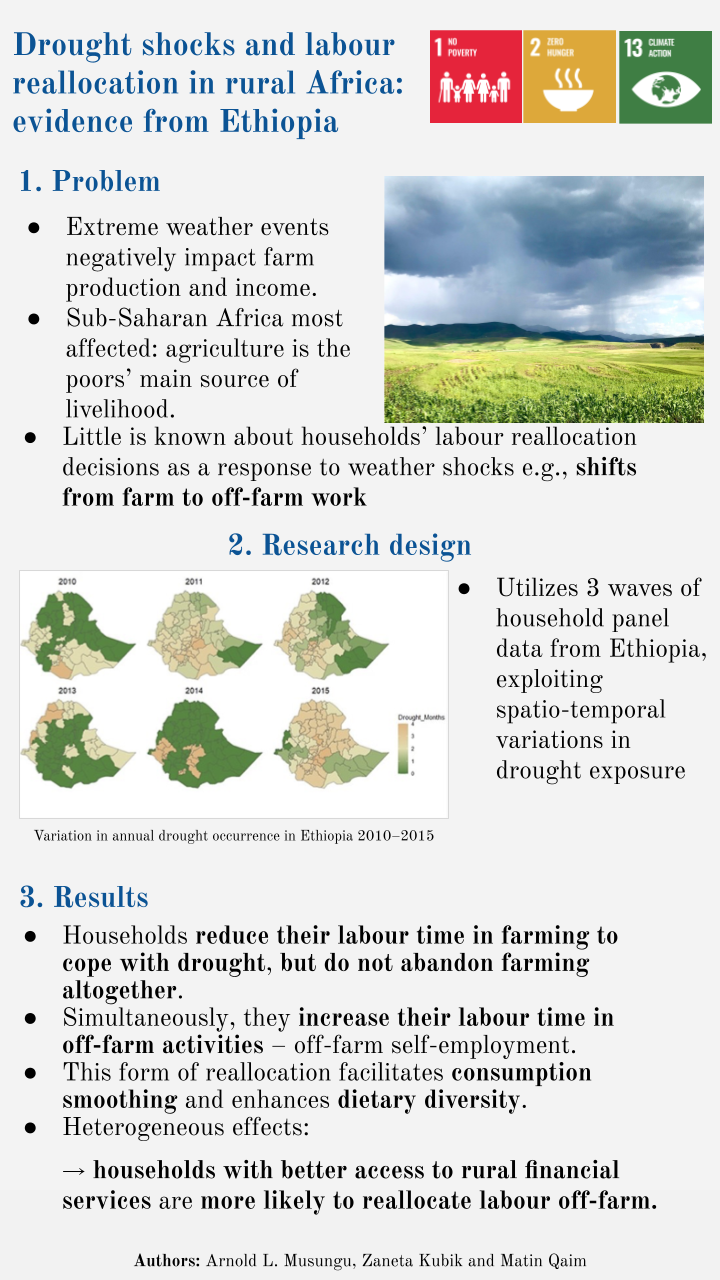 Drought shocks and labour
reallocation in rural Africa:
evidence from Ethiopia
1 NO
POVERTY
2 ZERO
HUNGER
13 CLIMATE
ACTION
1. Problem
● Extreme weather events
negatively impact farm
production and income.
● Sub-Saharan Africa most
affected: agriculture is the
poors’ main source of
livelihood.
● Little is known about households’ labour reallocation
decisions as a response to weather shocks e.g., shifts
from farm to off-farm work
2. Research design
2010 2011 2012
2013 2014 2015
Drought_Months
4
3
2
1
0
Variation in annual drought occurrence in Ethiopia 2010–2015
● Utilizes 3 waves of
household panel
data from Ethiopia,
exploiting
spatio-temporal
variations in
drought exposure
3. Results
● Households reduce their labour time in farming to
cope with drought, but do not abandon farming
altogether.
● Simultaneously, they increase their labour time in
off-farm activities – off-farm self-employment.
● This form of reallocation facilitates consumption
smoothing and enhances dietary diversity.
● Heterogeneous effects:
→ households with better access to rural financial
services are more likely to reallocate labour off-farm.
Authors: Arnold L. Musungu, Zaneta Kubik and Matin Qaim